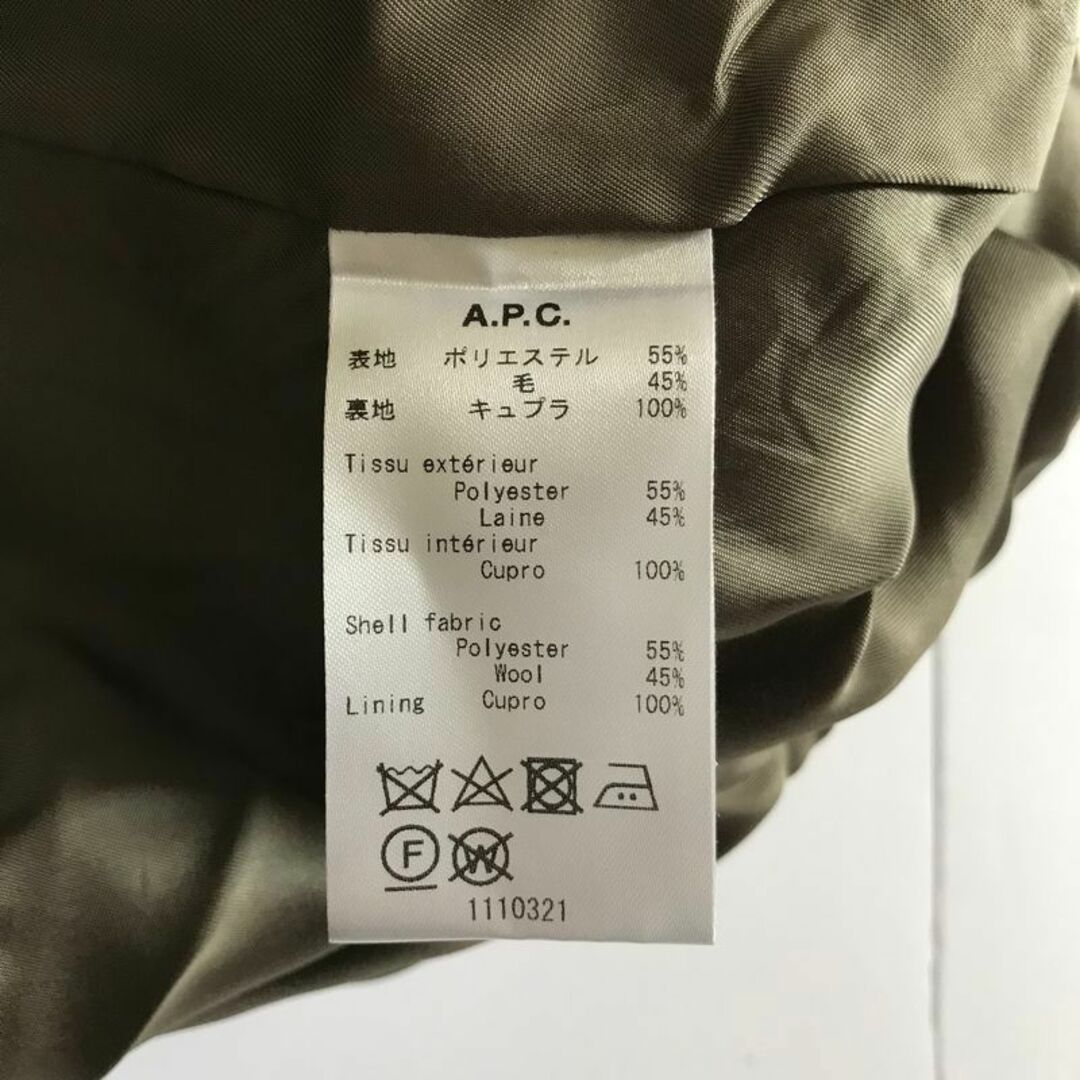 A.P.C.
表地 ポリエステル 55%
毛 45%
裏地 キュプラ 100%
Tissu extérieur
Polyester 55%
Laine 45%
Tissu intérieur
Cupro 100%
Shell fabric
Polyester 55%
Wool 45%
Lining Cupro 100%
F W
1110321